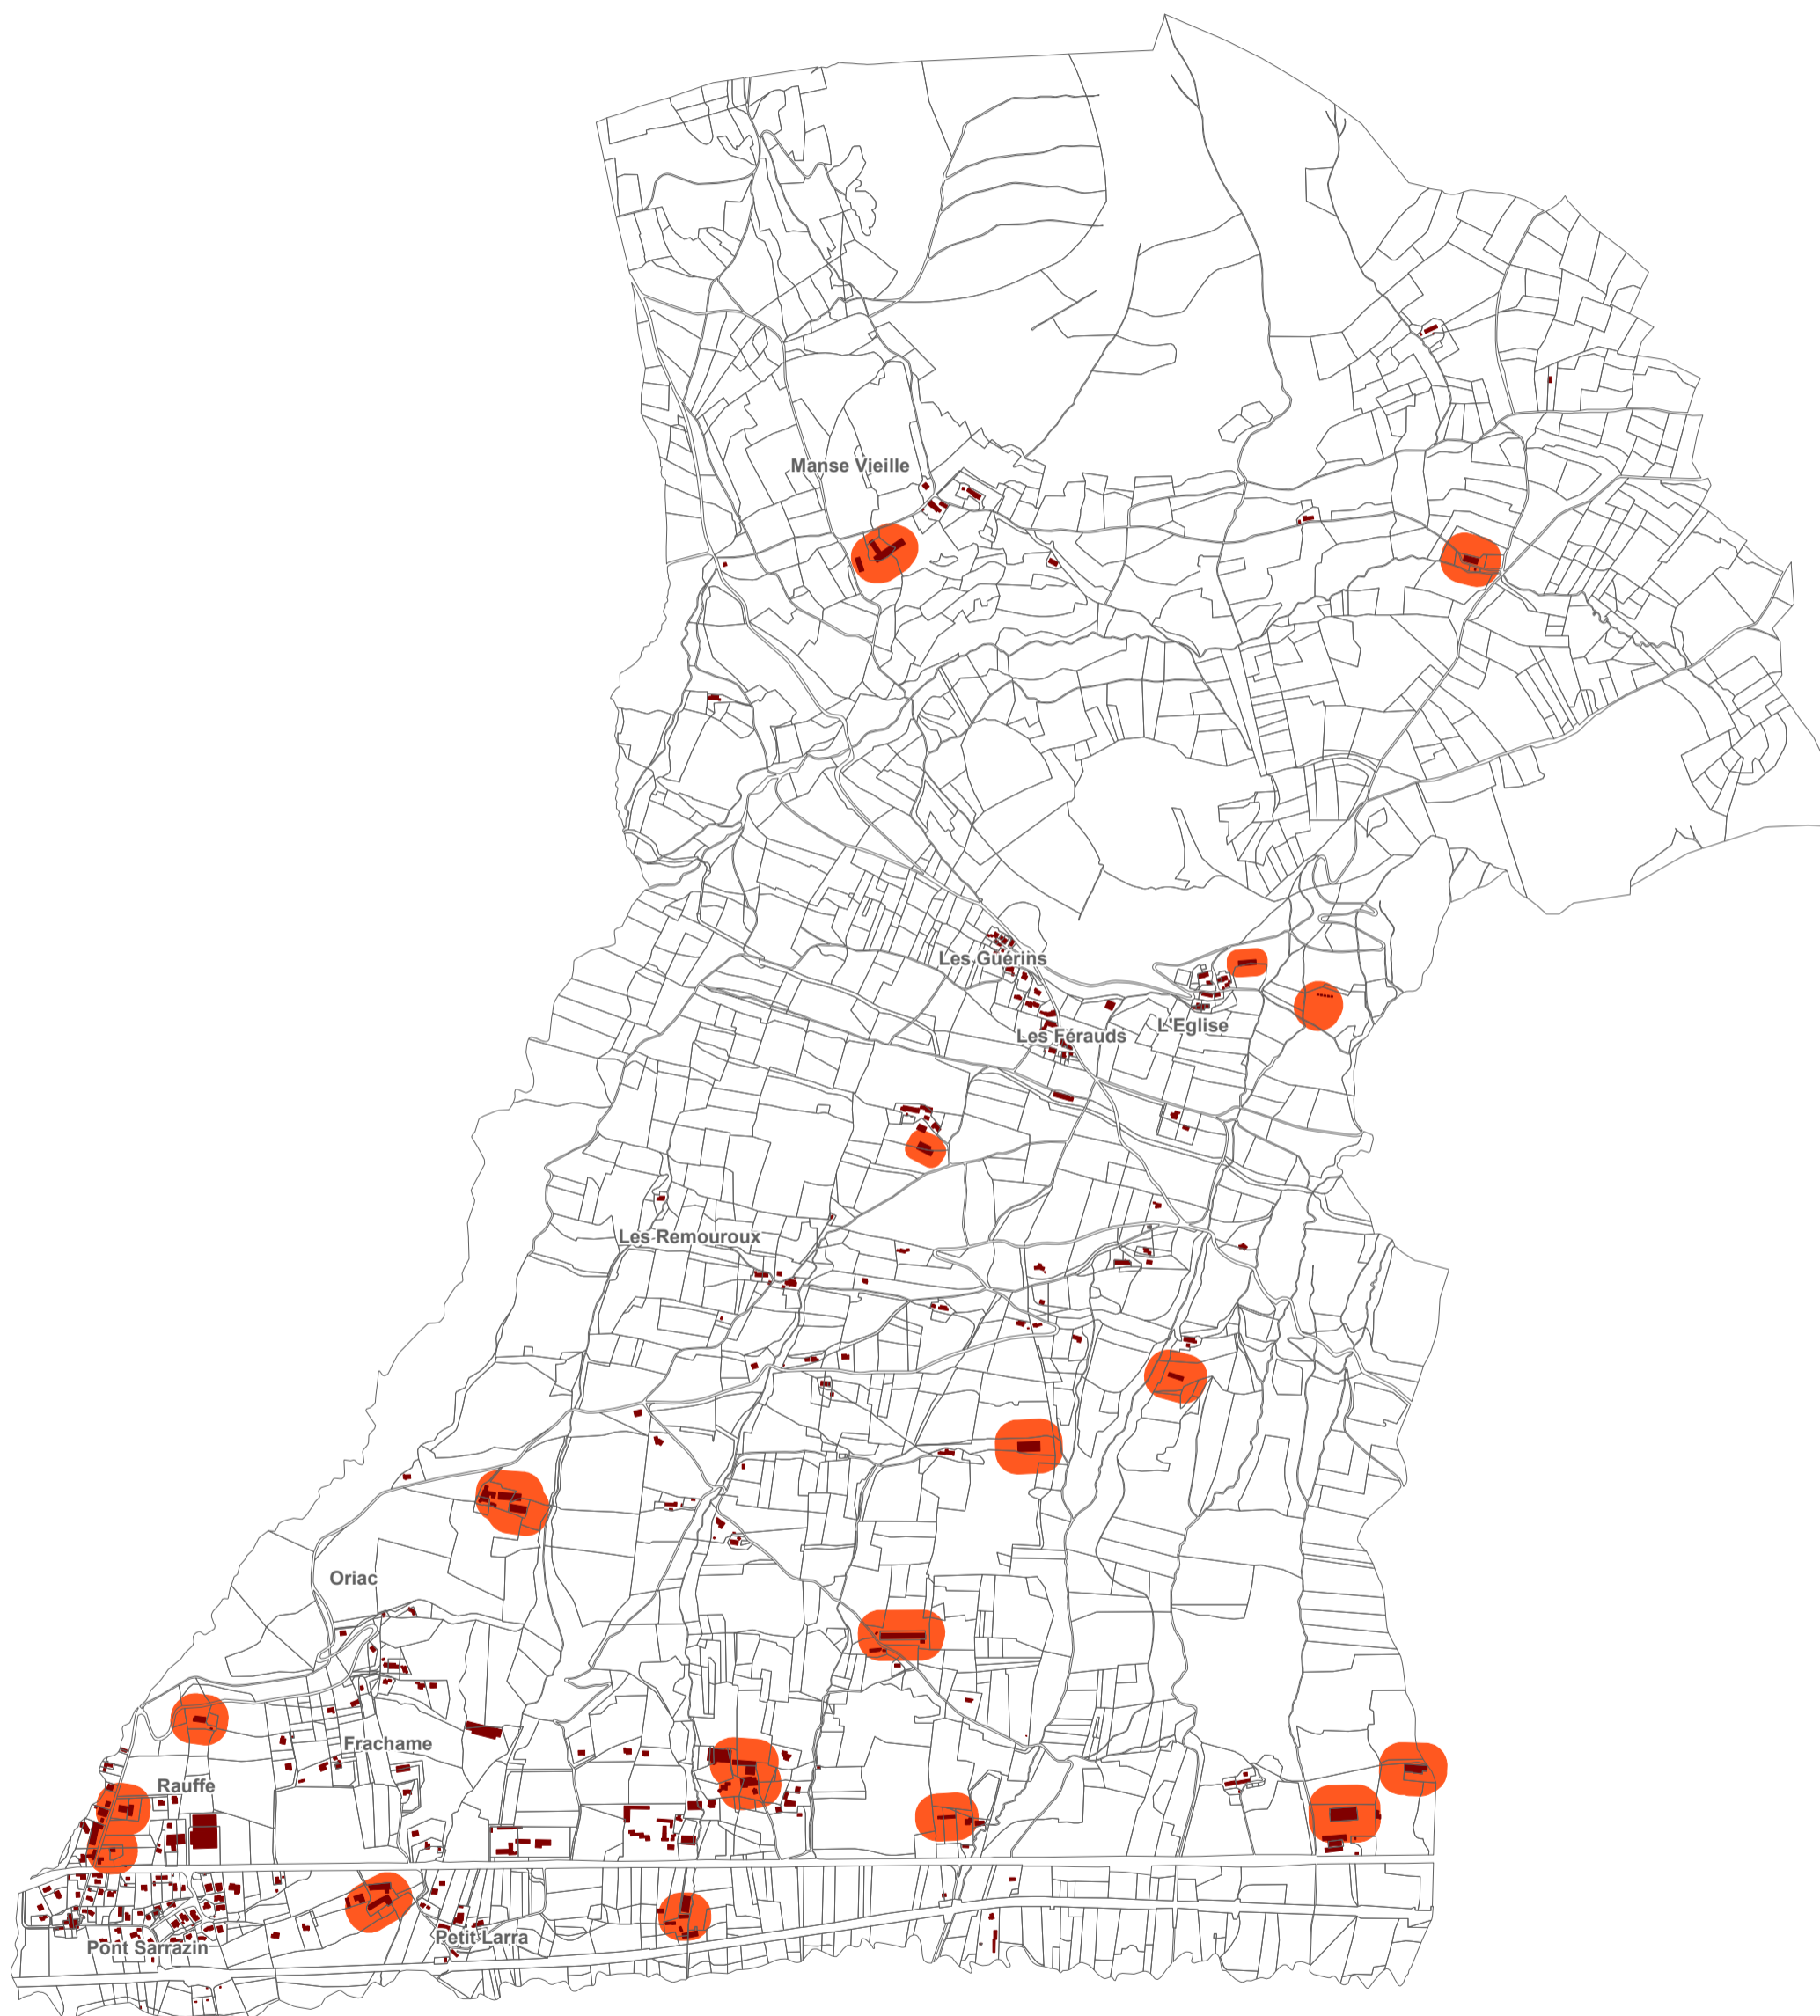 Manse Vieille
Les Guérins
L'Eglise
Les Férauds
Les Remouroux
Oriac
Frachame
Rauffe
Petit Larra
Pont Sarrazin